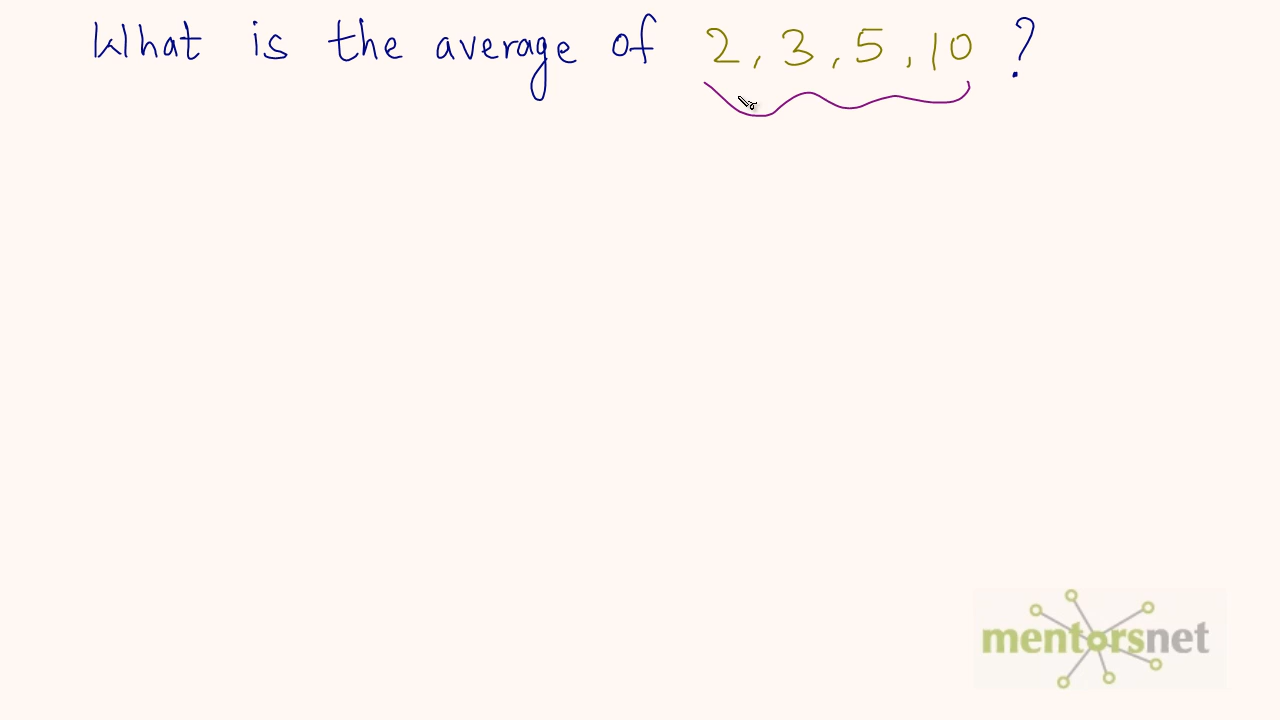 What is the average of 2, 3, 5, 10 ?
mentorsnet